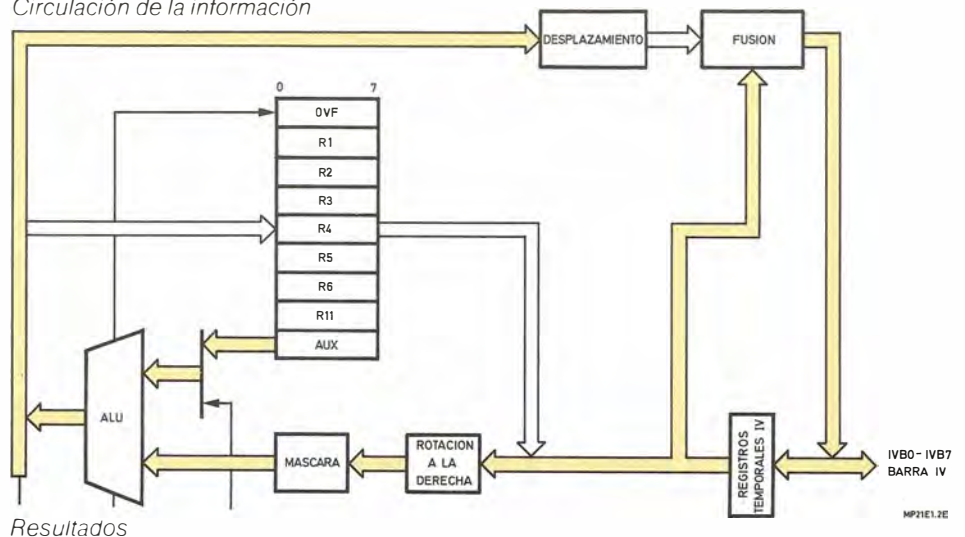 Circulación de la información
DESPLAZAMIENTO
FUSION
0 7
OVF
R1
R2
R3
R4
R5
R6
R11
AUX
ALU
MASCARA
ROTACION
A LA
DERECHA
REGISTROS
TEMPORALES IV
IVB0- IVB7
BARRA IV
MP21E1.2E
Resultados